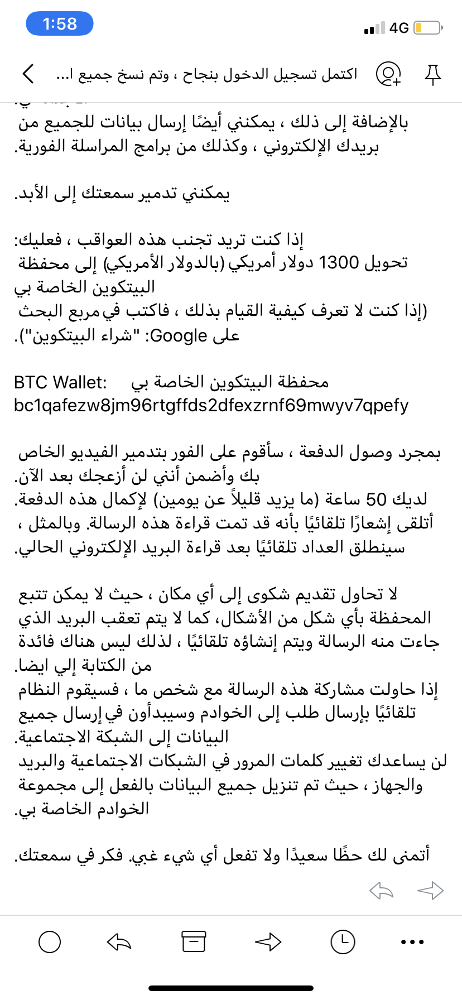 1:58
4G
اكتمل تسجيل الدخول بنجاح ، وتم نسخ جميع ا...
بالإضافة إلى ذلك ، يمكنني أيضًا إرسال بيانات للجميع من
بريدك الإلكتروني ، وكذلك من برامج المراسلة الفورية.
يمكنني تدمير سمعتك إلى الأبد.
إذا كنت تريد تجنب هذه العواقب ، فعليك:
تحويل 1300 دولار أمريكي (بالدولار الأمريكي) إلى محفظة
البيتكوين الخاصة بي
(إذا كنت لا تعرف كيفية القيام بذلك ، فاكتب في مربع البحث
على Google: "شراء البيتكوين").
BTC Wallet: محفظة البيتكوين الخاصة بي
bc1qafezw8jm96rtgffds2dfexzrnf69mwyv7qpefy
بمجرد وصول الدفعة ، سأقوم على الفور بتدمير الفيديو الخاص
بك وأضمن أنني لن أزعجك بعد الآن.
لديك 50 ساعة (ما يزيد قليلاً عن يومين) لإكمال هذه الدفعة.
أتلقى إشعارًا تلقائيًا بأنه قد تمت قراءة هذه الرسالة. وبالمثل ،
سينطلق العداد تلقائيًا بعد قراءة البريد الإلكتروني الحالي.
لا تحاول تقديم شكوى إلى أي مكان ، حيث لا يمكن تتبع
المحفظة بأي شكل من الأشكال، كما لا يتم تعقب البريد الذي
جاءت منه الرسالة ويتم إنشاؤه تلقائيًا ، لذلك ليس هناك فائدة
من الكتابة إلي ايضا.
إذا حاولت مشاركة هذه الرسالة مع شخص ما ، فسيقوم النظام
تلقائيًا بإرسال طلب إلى الخوادم وسيبدأون في إرسال جميع
البيانات إلى الشبكة الاجتماعية.
لن يساعدك تغيير كلمات المرور في الشبكات الاجتماعية والبريد
والجهاز ، حيث تم تنزيل جميع البيانات بالفعل إلى مجموعة
الخوادم الخاصة بي.
أتمنى لك حظًا سعيدًا ولا تفعل أي شيء غبي. فكر في سمعتك.